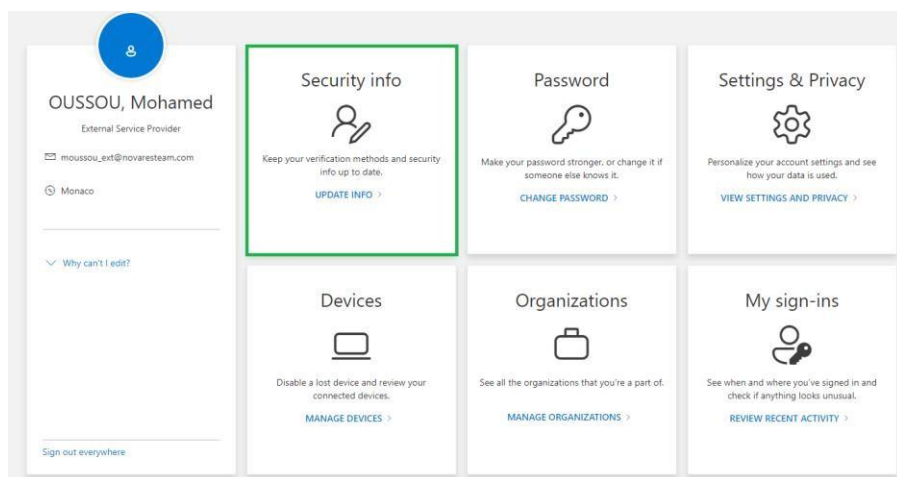 OUSSOU, Mohamed
External Service Provider
moussou_ext@novaresteam.com
Monaco
Why can't I edit?
Sign out everywhere
Security info
Keep your verification methods and security
info up to date.
UPDATE INFO >
Password
Make your password stronger, or change it if
someone else knows it.
CHANGE PASSWORD >
Settings & Privacy
Personalize your account settings and see
how your data is used.
VIEW SETTINGS AND PRIVACY >
Devices
Disable a lost device and review your
connected devices.
MANAGE DEVICES >
Organizations
See all the organizations that you're a part of.
MANAGE ORGANIZATIONS >
My sign-ins
See when and where you've signed in and
check if anything looks unusual.
REVIEW RECENT ACTIVITY >